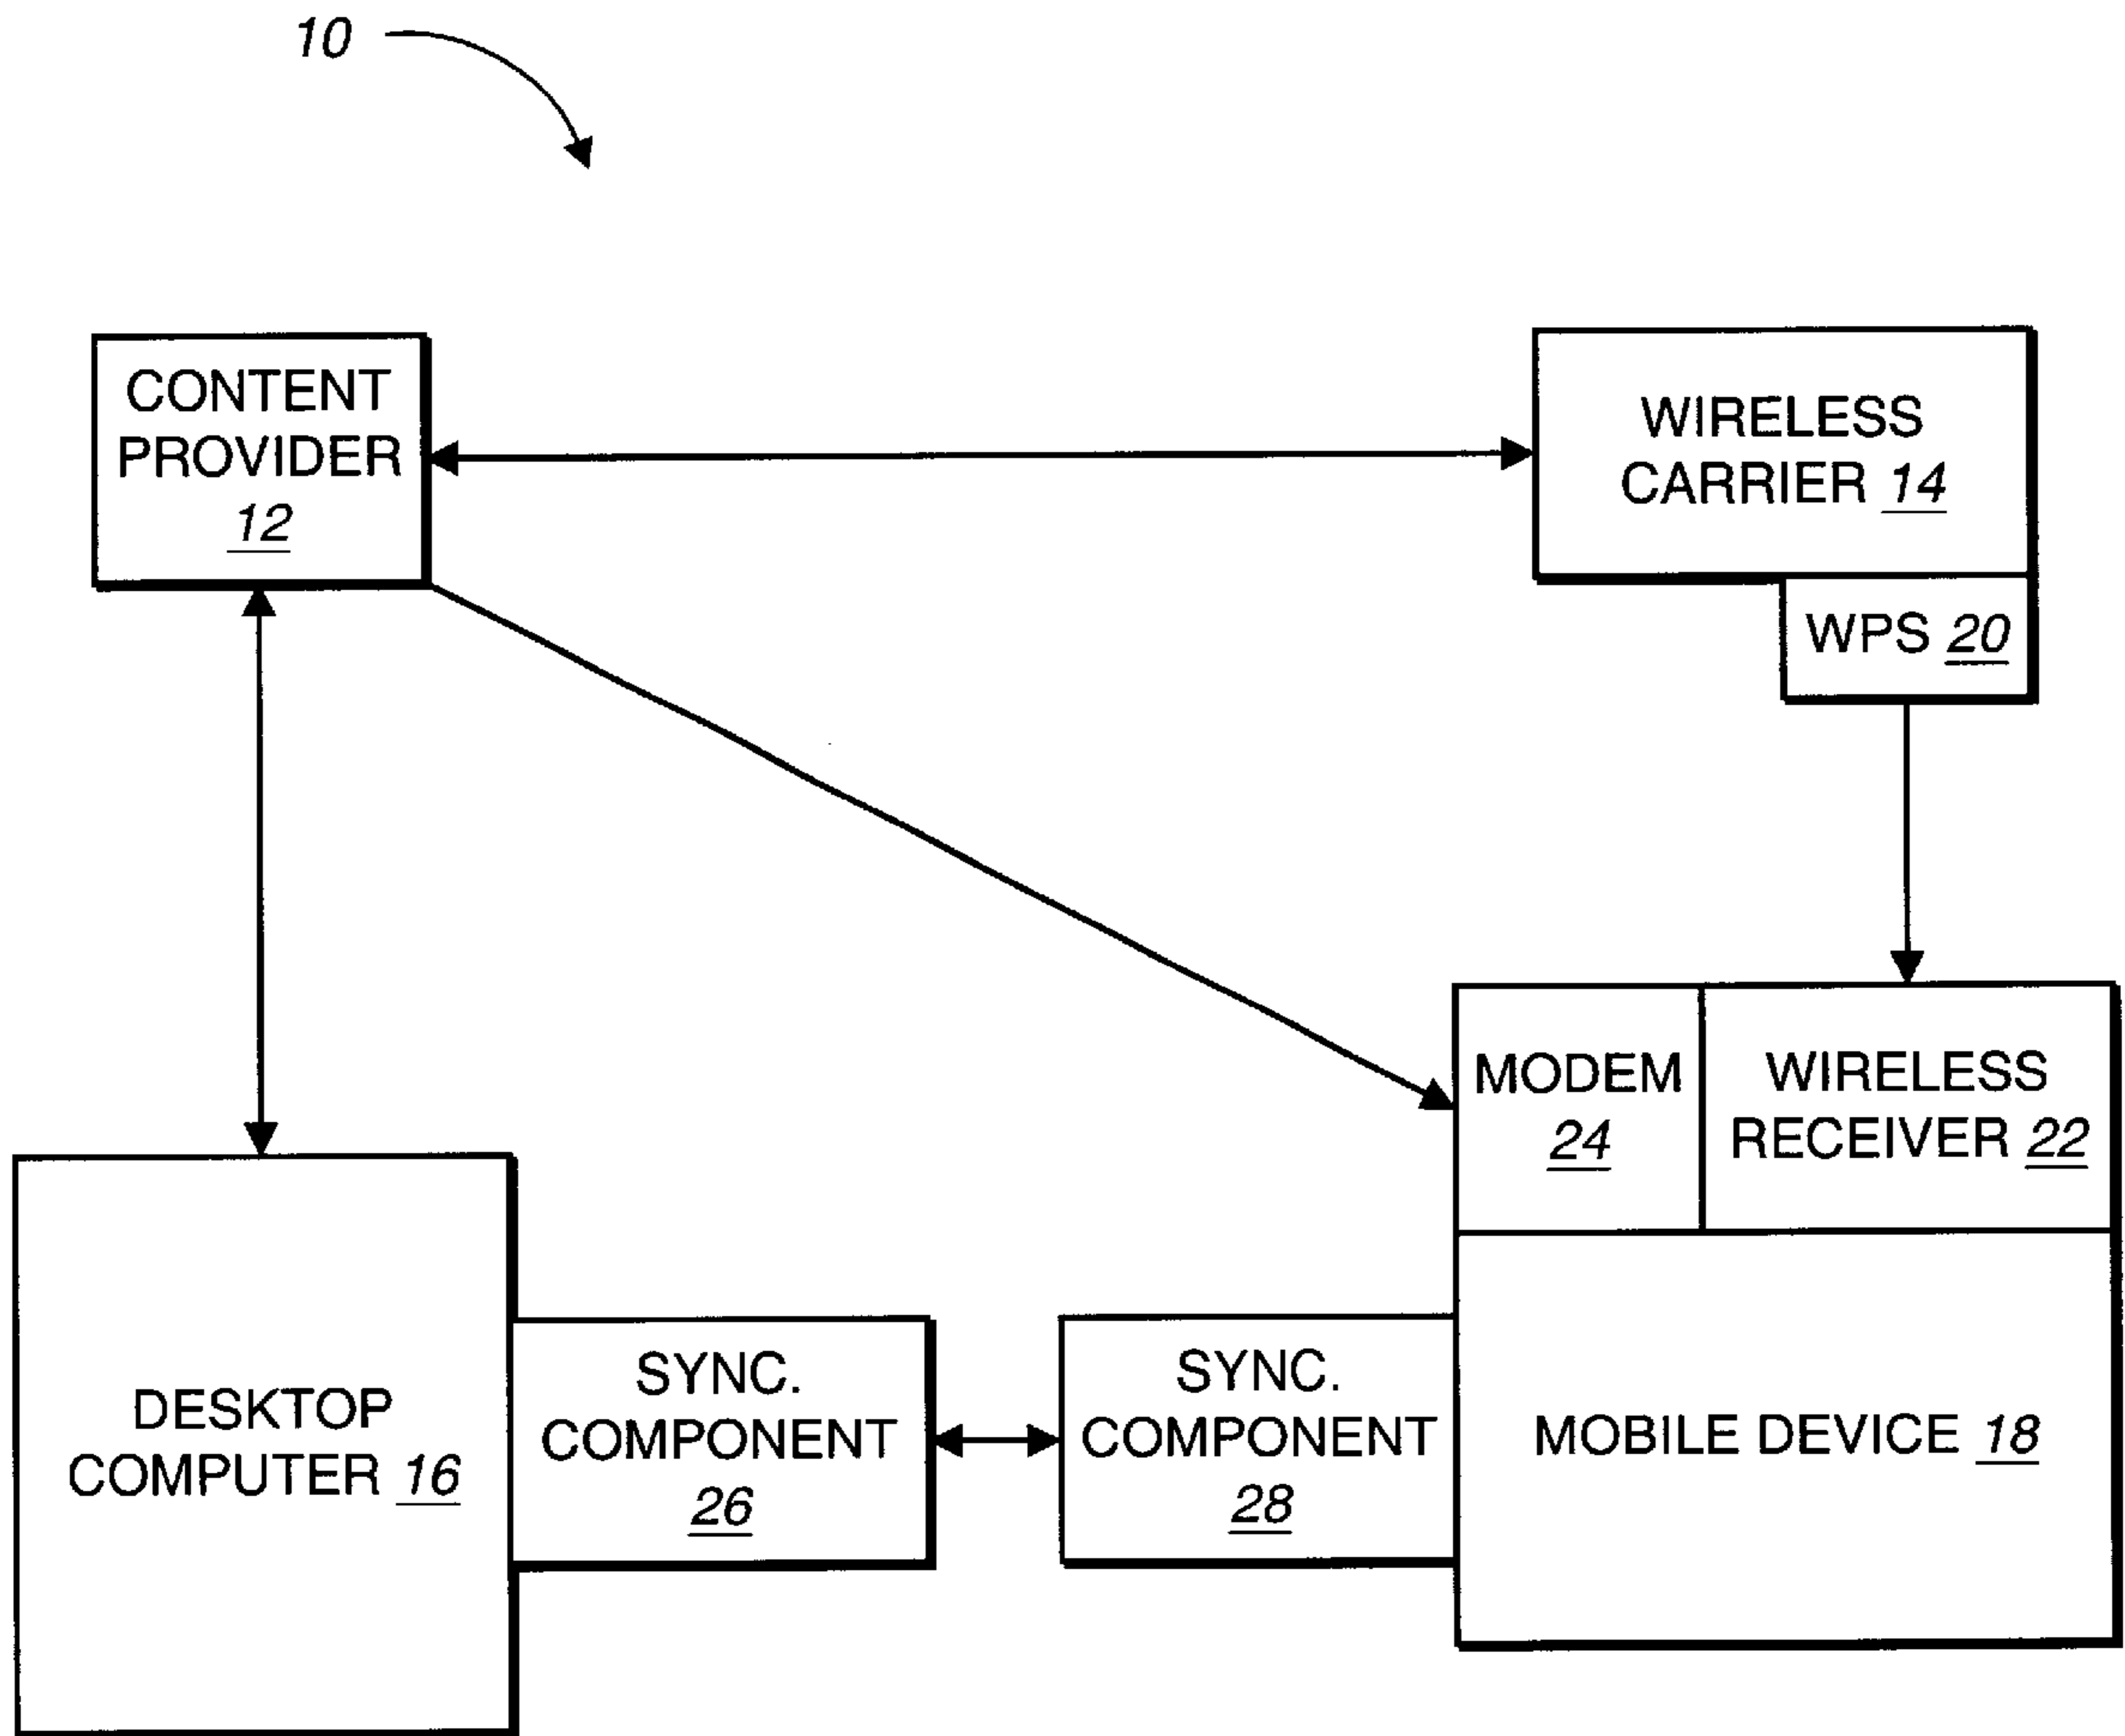 10
CONTENT
PROVIDER
12
WIRELESS
CARRIER 14
WPS 20
MODEM
24
WIRELESS
RECEIVER 22
DESKTOP
COMPUTER 16
SYNC.
COMPONENT
26
SYNC.
COMPONENT
28
MOBILE DEVICE 18